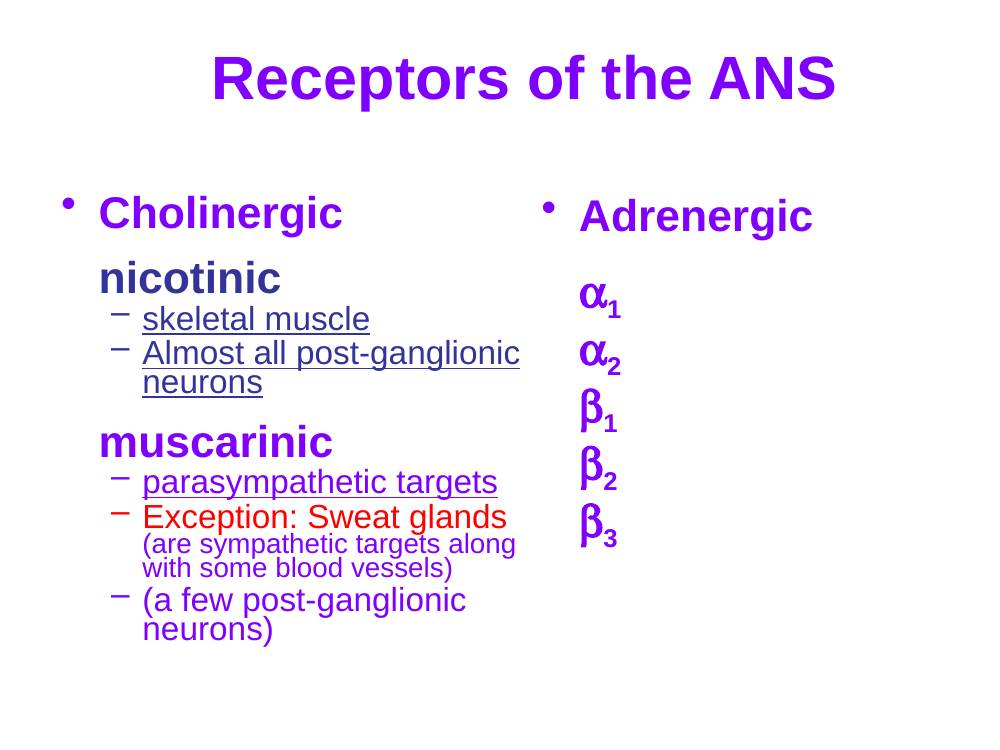 Receptors of the ANS
• Cholinergic
nicotinic
– skeletal muscle
– Almost all post-ganglionic
neurons
muscarinic
– parasympathetic targets
– Exception: Sweat glands
(are sympathetic targets along
with some blood vessels)
– (a few post-ganglionic
neurons)
• Adrenergic
α1
α2
β1
β2
β3